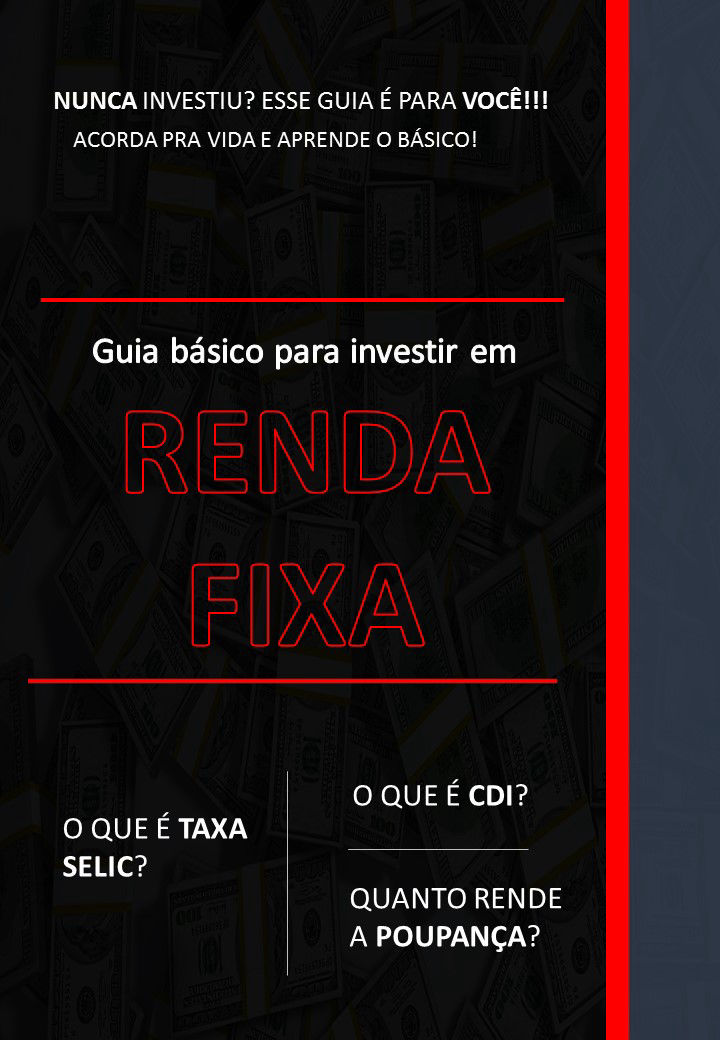 NUNCA INVESTIU? ESSE GUIA É PARA VOCÊ!!!
ACORDA PRA VIDA E APRENDE O BÁSICO!
Guia básico para investir em
RENDA
FIXA
O QUE É TAXA
SELIC?
O QUE É CDI?
QUANTO RENDE
A POUPANÇA?